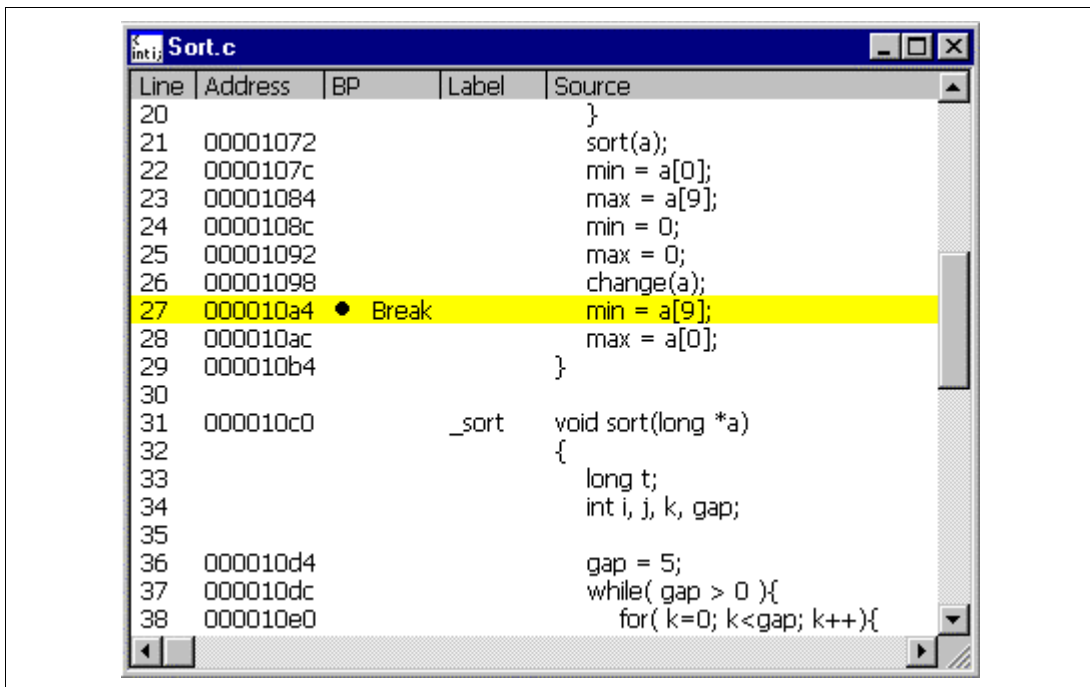 inti; Sort.c
Line Address BP Label Source
20 }
21 00001072 sort(a);
22 0000107c min = a[0];
23 00001084 max = a[9];
24 0000108c min = 0;
25 00001092 max = 0;
26 00001098 change(a);
27 000010a4 ● Break min = a[9];
28 000010ac max = a[0];
29 000010b4 }
30
31 000010c0 _sort void sort(long *a)
32 {
33 long t;
34 int i, j, k, gap;
35
36 000010d4 gap = 5;
37 000010dc while( gap > 0 ){
38 000010e0 for( k=0; k<gap; k++){